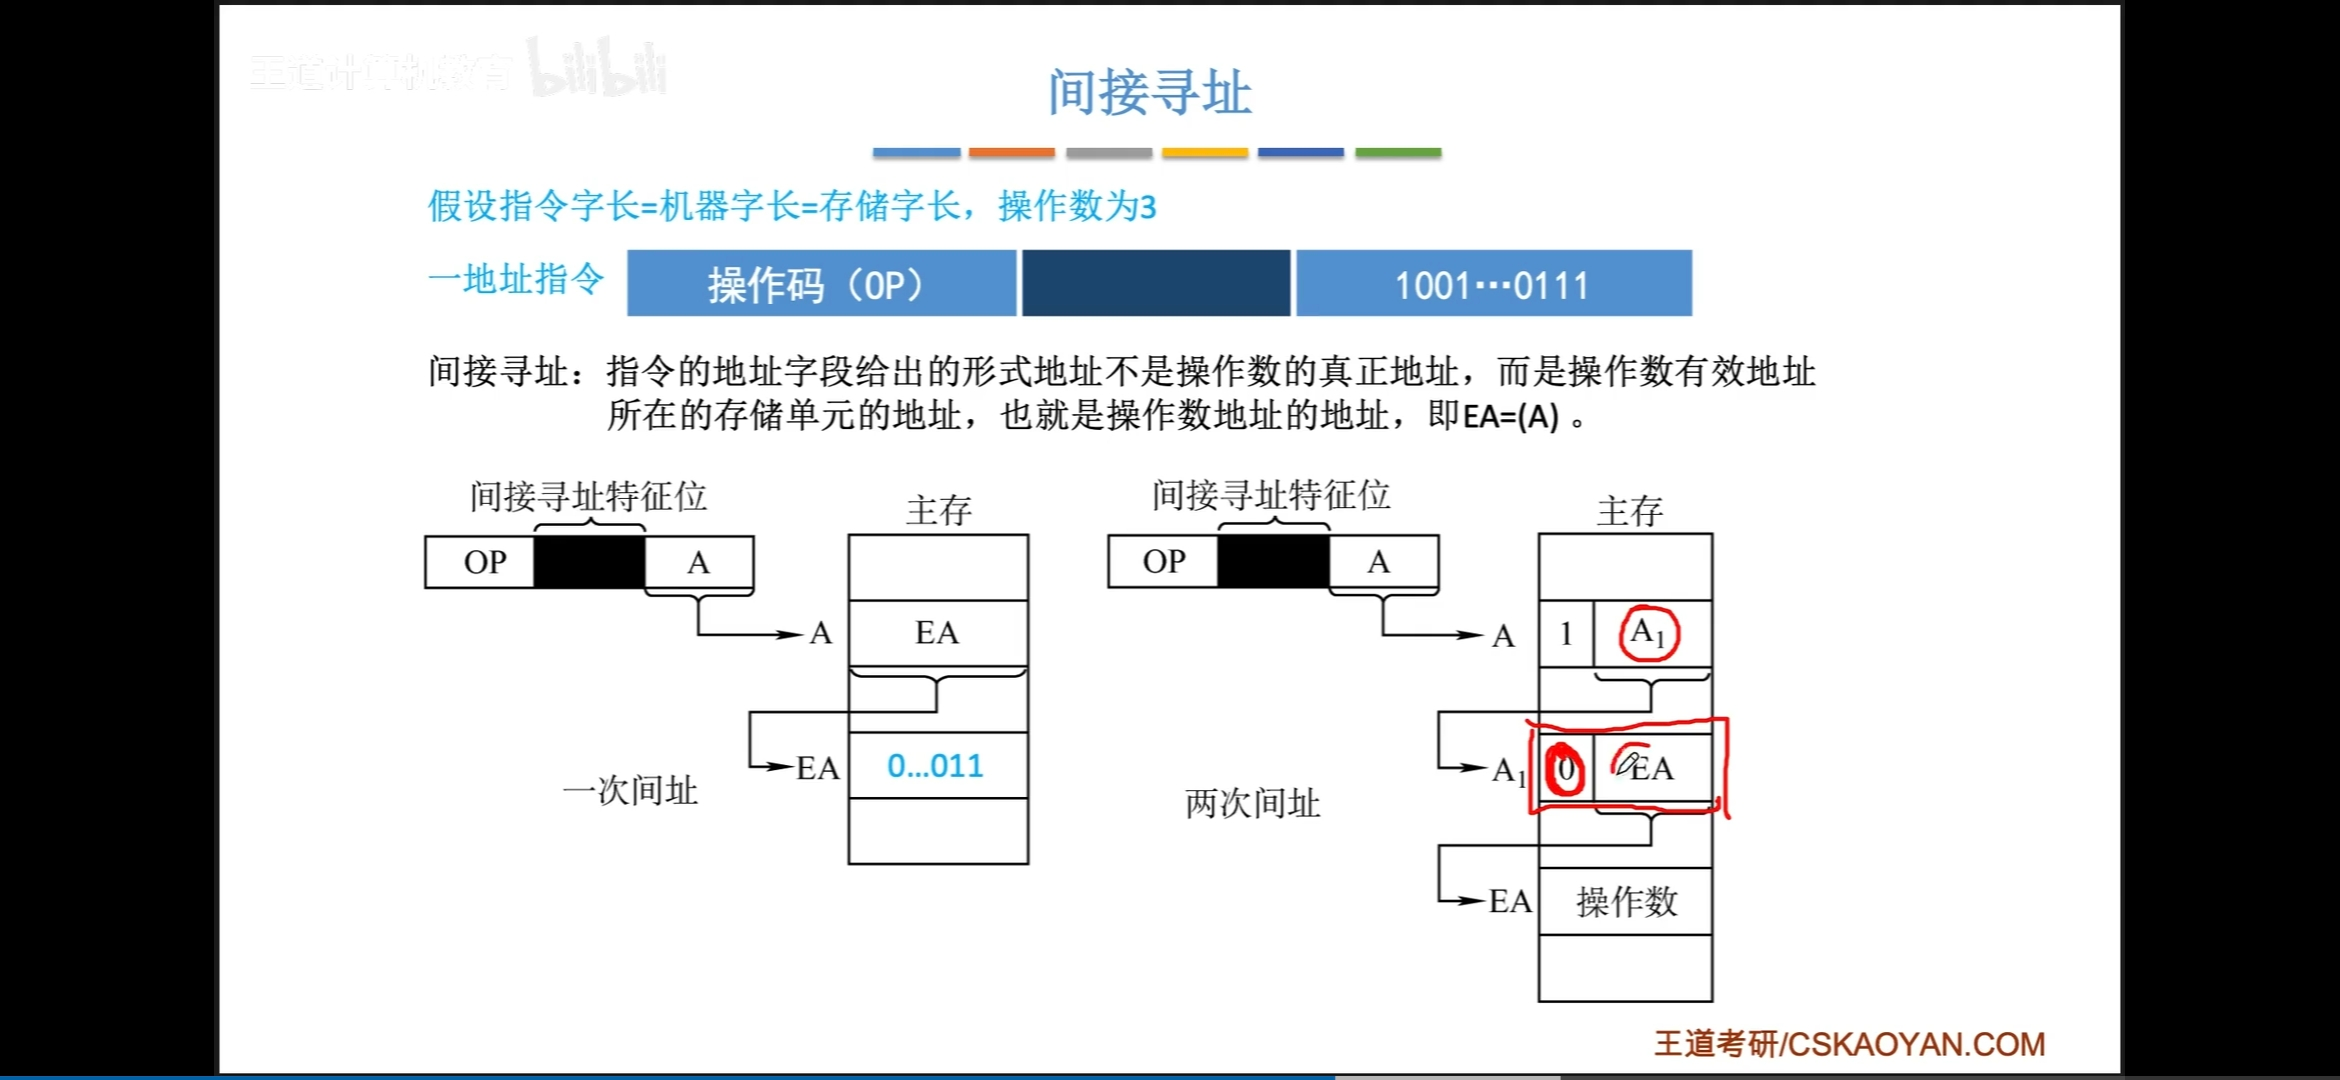 王道计算机教育 bilibili
间接寻址
假设指令字长=机器字长=存储字长，操作数为3
一地址指令 操作码（OP） 1001…0111
间接寻址：指令的地址字段给出的形式地址不是操作数的真正地址，而是操作数有效地址
所在的存储单元的地址，也就是操作数地址的地址，即EA=(A) 。
间接寻址特征位
主存
OP
A
A
EA
EA
0...011
一次间址
间接寻址特征位
主存
OP
A
A
1
A1
A1
0
EA
两次间址
EA
操作数
王道考研/CSKAOYAN.COM